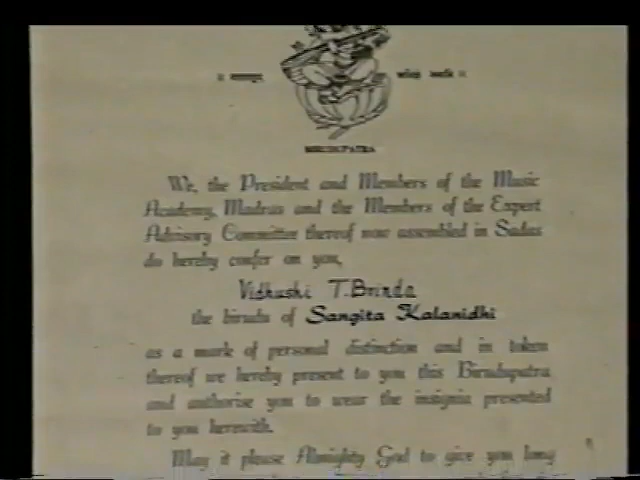 BIRUDUPATRA
We, the President and Members of the Music
Academy, Madras and the Members of the Expert
Advisory Committee thereof now assembled in Sadas
do hereby confer on you,
Vidhushi T. Brinda
the birudu of Sangita Kalanidhi
as a mark of personal distinction and in token
thereof we hereby present to you this Birudupatra
and authorise you to wear the insignia presented
to you herewith.
May it please Almighty God to give you long